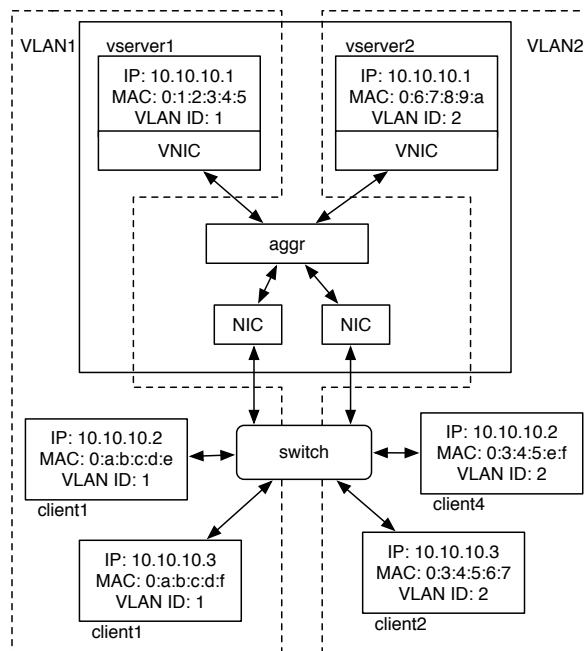 VLAN1
vserver1
vserver2
VLAN2
IP: 10.10.10.1
MAC: 0:1:2:3:4:5
VLAN ID: 1
VNIC
IP: 10.10.10.1
MAC: 0:6:7:8:9:a
VLAN ID: 2
VNIC
aggr
NIC
NIC
switch
IP: 10.10.10.2
MAC: 0:a:b:c:d:e
VLAN ID: 1
client1
IP: 10.10.10.2
MAC: 0:3:4:5:e:f
VLAN ID: 2
client4
IP: 10.10.10.3
MAC: 0:a:b:c:d:f
VLAN ID: 1
client1
IP: 10.10.10.3
MAC: 0:3:4:5:6:7
VLAN ID: 2
client2